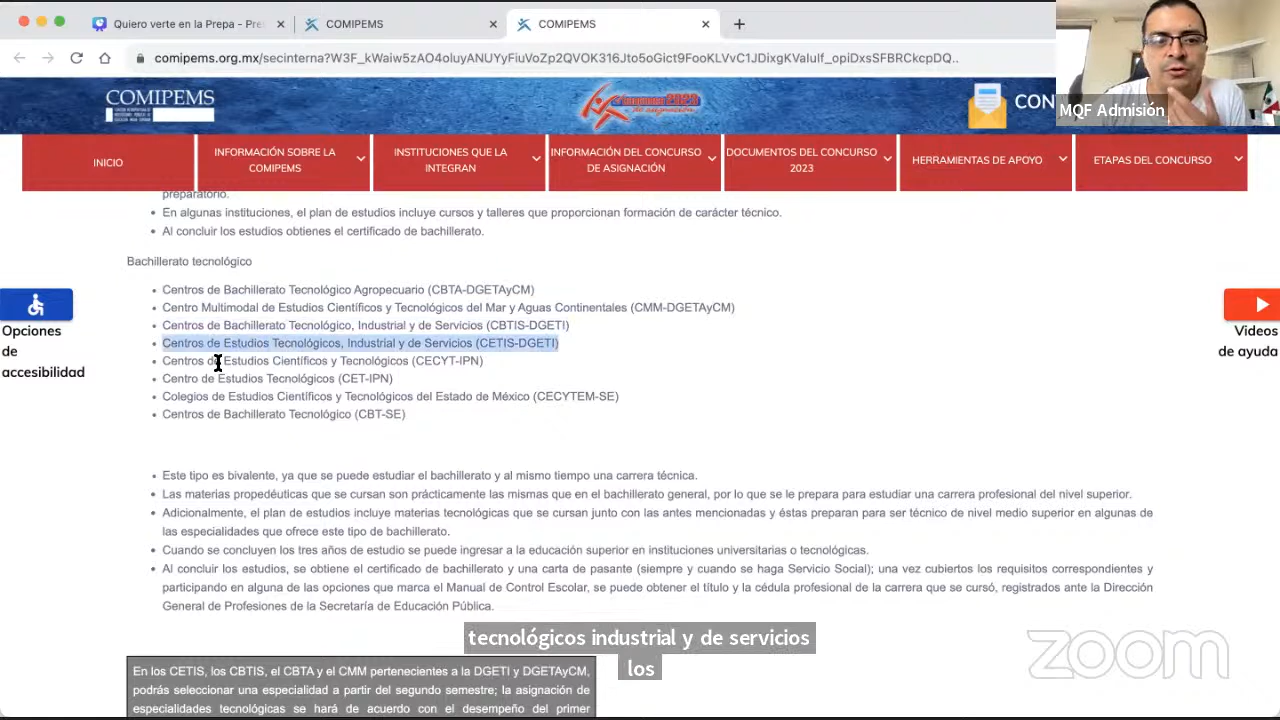 Quiero verte en la Prepa - Pre
COMIPEMS
COMIPEMS
comipems.org.mx/secinterna?W3F_kWaiw5zAO4oluyANUYyFiuVoZp2QVOK316Jto5oGict9FooKLVvC1JDixgKVaIuIf_opiDxsSFBRCkcpDQ..
COMIPEMS
2023
CON
MQF Admisión
INICIO
INFORMACIÓN SOBRE LA
COMIPEMS
INSTITUCIONES QUE LA
INTEGRAN
INFORMACIÓN DEL CONCURSO
DE ASIGNACIÓN
DOCUMENTOS DEL CONCURSO
2023
HERRAMIENTAS DE APOYO
ETAPAS DEL CONCURSO
preparatorio.
En algunas instituciones, el plan de estudios incluye cursos y talleres que proporcionan formación de carácter técnico.
Al concluir los estudios obtienes el certificado de bachillerato.
Bachillerato tecnológico
Centros de Bachillerato Tecnológico Agropecuario (CBTA-DGETAyCM)
Centro Multimodal de Estudios Científicos y Tecnológicos del Mar y Aguas Continentales (CMM-DGETAyCM)
Centros de Bachillerato Tecnológico, Industrial y de Servicios (CBTIS-DGETI)
Centros de Estudios Tecnológicos, Industrial y de Servicios (CETIS-DGETI)
Centros de Estudios Científicos y Tecnológicos (CECYT-IPN)
Centro de Estudios Tecnológicos (CET-IPN)
Colegios de Estudios Científicos y Tecnológicos del Estado de México (CECYTEM-SE)
Centros de Bachillerato Tecnológico (CBT-SE)
Opciones
de
accesibilidad
Videos
de ayuda
Este tipo es bivalente, ya que se puede estudiar el bachillerato y al mismo tiempo una carrera técnica.
Las materias propedéuticas que se cursan son prácticamente las mismas que en el bachillerato general, por lo que se le prepara para estudiar una carrera profesional del nivel superior.
Adicionalmente, el plan de estudios incluye materias tecnológicas que se cursan junto con las antes mencionadas y éstas preparan para ser técnico de nivel medio superior en algunas de
las especialidades que ofrece este tipo de bachillerato.
Cuando se concluyen los tres años de estudio se puede ingresar a la educación superior en instituciones universitarias o tecnológicas.
Al concluir los estudios, se obtiene el certificado de bachillerato y una carta de pasante (siempre y cuando se haga Servicio Social); una vez cubiertos los requisitos correspondientes y
participando en alguna de las opciones que marca el Manual de Control Escolar, se puede obtener el título y la cédula profesional de la carrera que se cursó, registrados ante la Dirección
General de Profesiones de la Secretaría de Educación Pública.
tecnológicos industrial y de servicios
los
zoom
En los CETIS, los CBTIS, el CBTA y el CMM pertenecientes a la DGETI y DGETAyCM,
podrás seleccionar una especialidad a partir del segundo semestre; la asignación de
especialidades tecnológicas se hará de acuerdo con el desempeño del primer